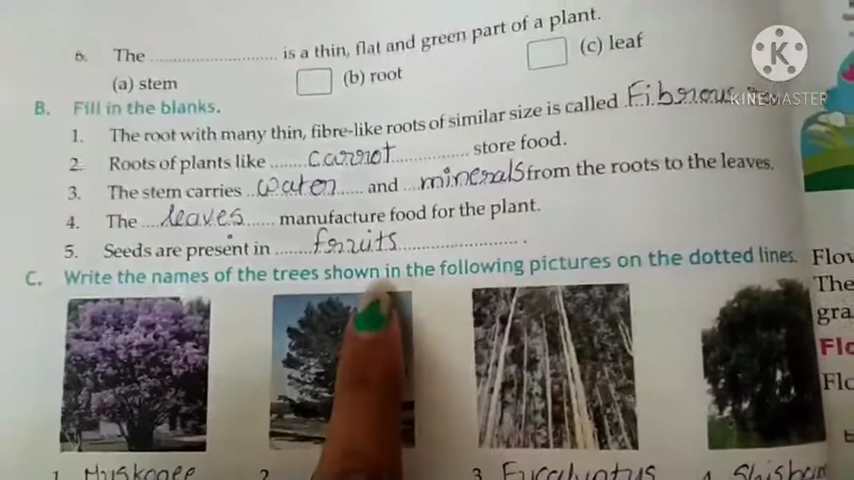 6. The ............................ is a thin, flat and green part of a plant.
(a) stem (b) root (c) leaf
KINEMASTER
B. Fill in the blanks.
1. The root with many thin, fibre-like roots of similar size is called Fibrous
2. Roots of plants like carrot store food.
3. The stem carries water and minerals from the roots to the leaves.
4. The leaves manufacture food for the plant.
5. Seeds are present in fruits
C. Write the names of the trees shown in the following pictures on the dotted lines.
Flow
The
gra
Flo
Flo
1. Muskogee 2. 3. Eucalyptus 4. Shisham